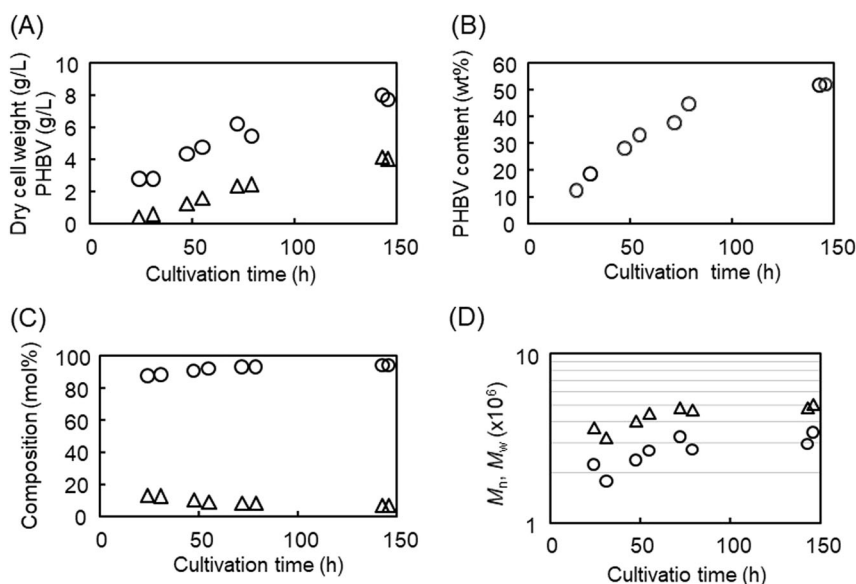 (A)
Dry cell weight (g/L)
PHBV (g/L)
10
8
6
4
2
0
0 50 100 150
Cultivation time (h)
(B)
PHBV content (wt%)
60
50
40
30
20
10
0
0 50 100 150
Cultivation time (h)
(C)
Composition (mol%)
100
80
60
40
20
0
0 50 100 150
Cultivation time (h)
(D)
Mn, Mw (x10⁶)
10
1
0 50 100 150
Cultivatio time (h)